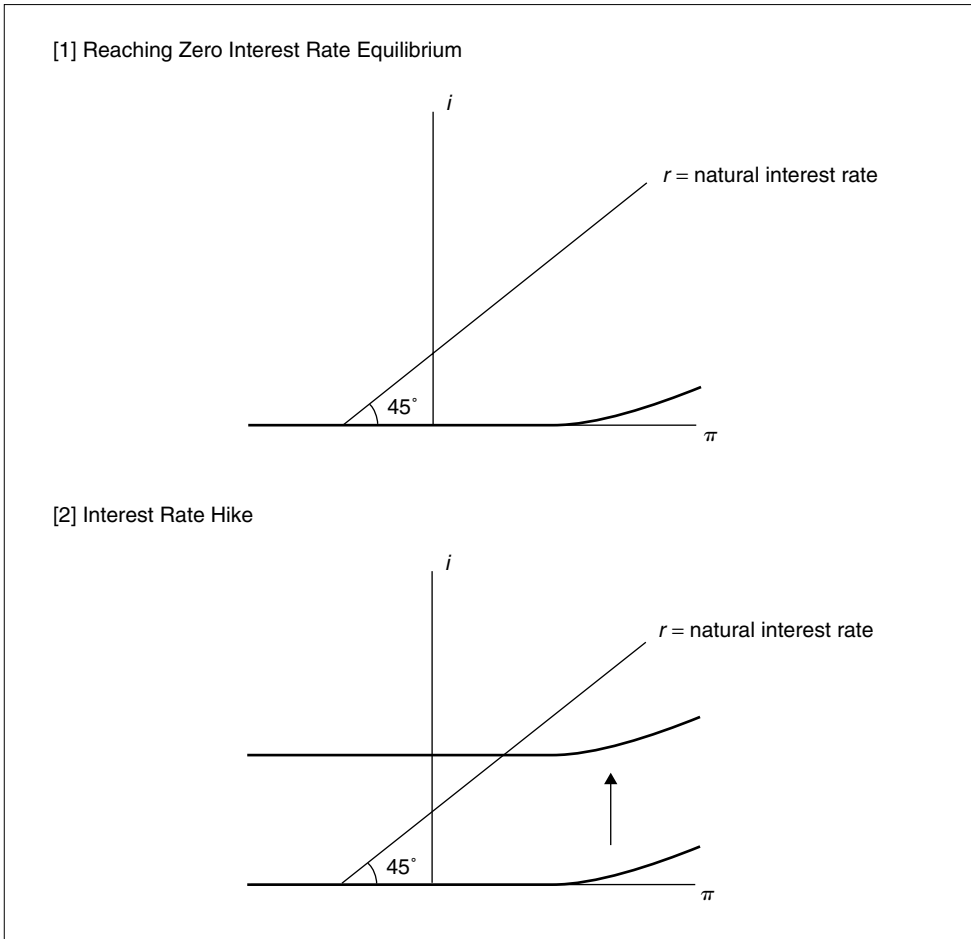 [1] Reaching Zero Interest Rate Equilibrium
i
r = natural interest rate
45°
π
[2] Interest Rate Hike
i
r = natural interest rate
45°
π